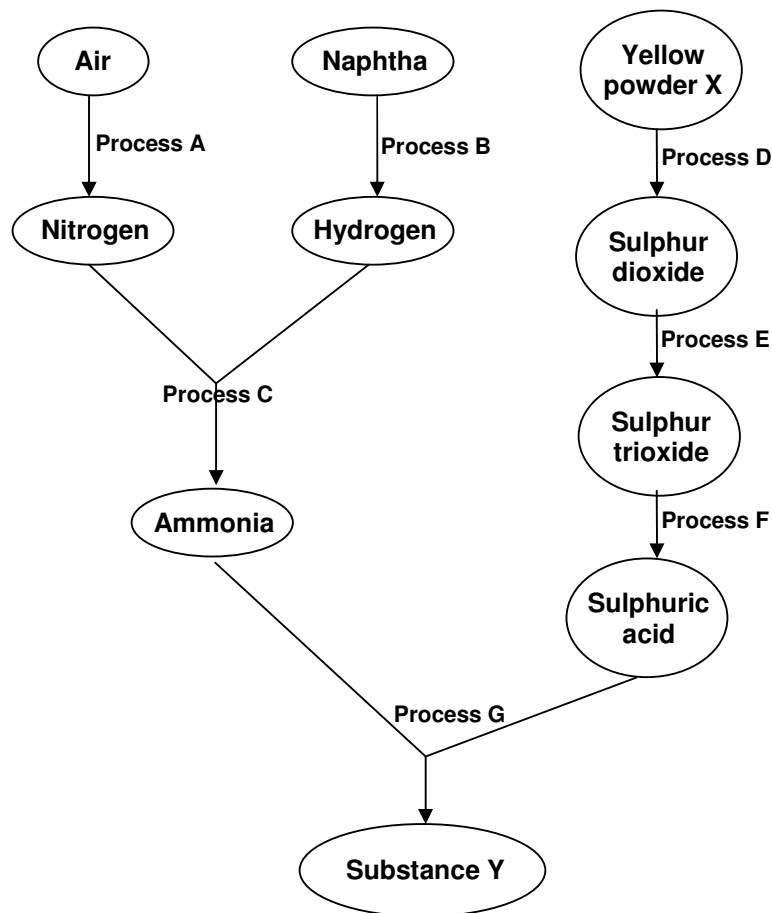 Air
Naphtha
Yellow
powder X
Process A
Process B
Process D
Nitrogen
Hydrogen
Sulphur
dioxide
Process E
Process C
Sulphur
trioxide
Ammonia
Process F
Sulphuric
acid
Process G
Substance Y